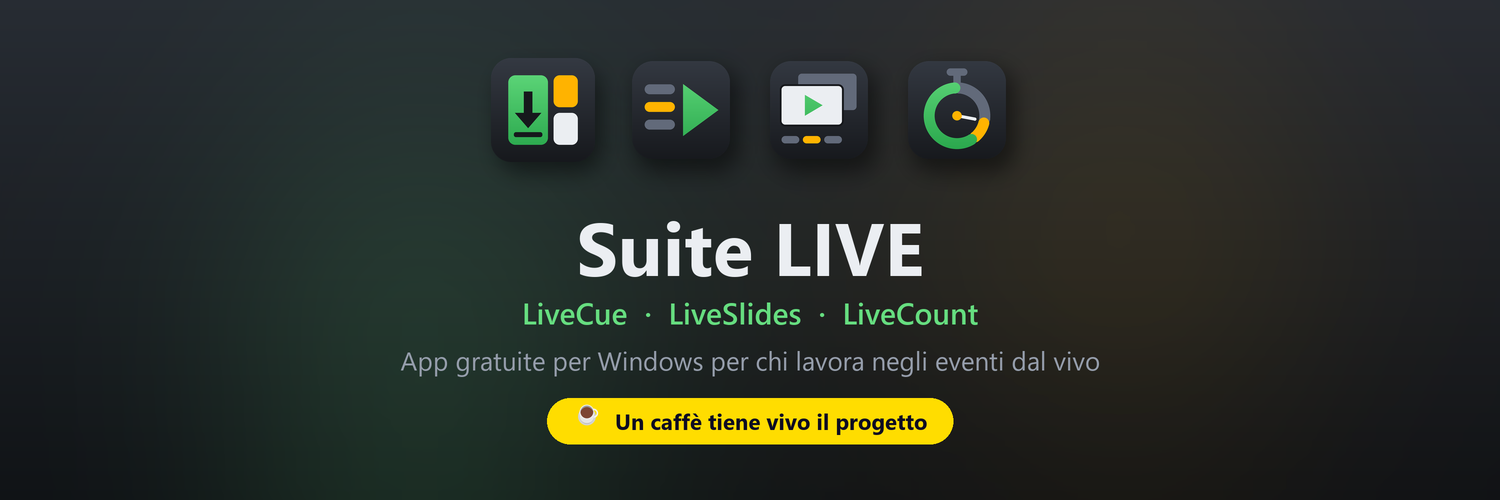 Suite LIVE
LiveCue · LiveSlides · LiveCount
App gratuite per Windows per chi lavora negli eventi dal vivo
Un caffè tiene vivo il progetto